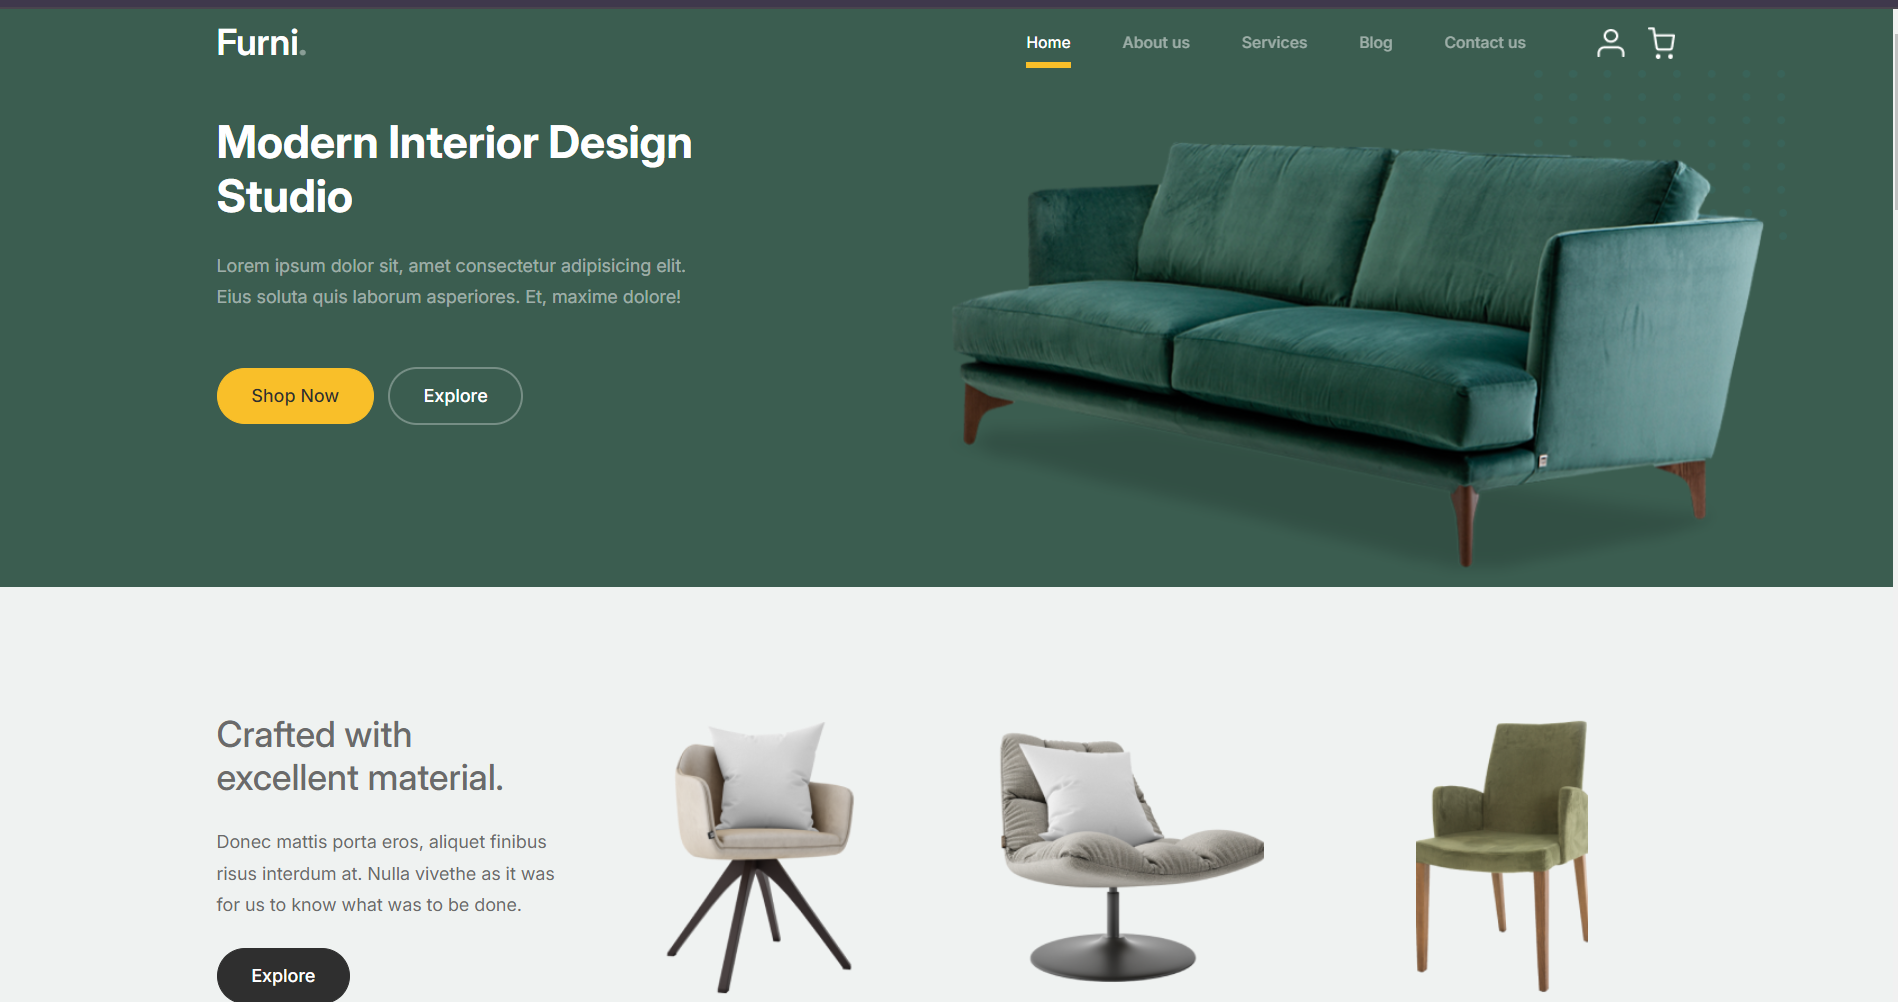 Furni.
Home
About us
Services
Blog
Contact us
Modern Interior Design
Studio
Lorem ipsum dolor sit, amet consectetur adipisicing elit.
Eius soluta quis laborum asperiores. Et, maxime dolore!
Shop Now
Explore
Crafted with
excellent material.
Donec mattis porta eros, aliquet finibus
risus interdum at. Nulla vivethe as it was
for us to know what was to be done.
Explore